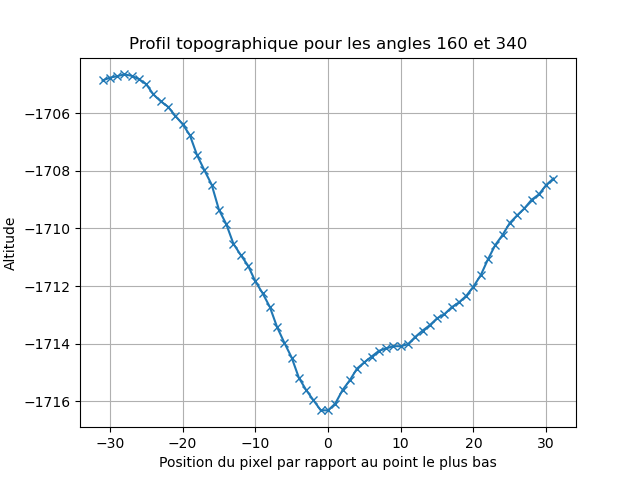 Profil topographique pour les angles 160 et 340
−1706
−1708
−1710
−1712
−1714
−1716
Altitude
−30 −20 −10 0 10 20 30
Position du pixel par rapport au point le plus bas